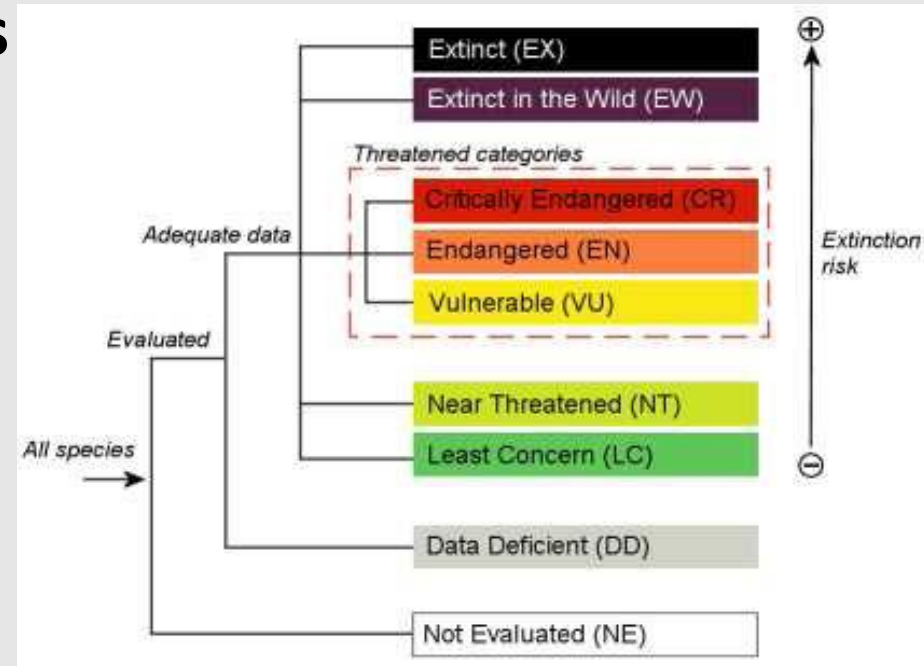 S
Extinct (EX)
Extinct in the Wild (EW)
Threatened categories
Critically Endangered (CR)
Adequate data
Endangered (EN)
Extinction
risk
Vulnerable (VU)
Evaluated
Near Threatened (NT)
All species
Least Concern (LC)
Data Deficient (DD)
Not Evaluated (NE)